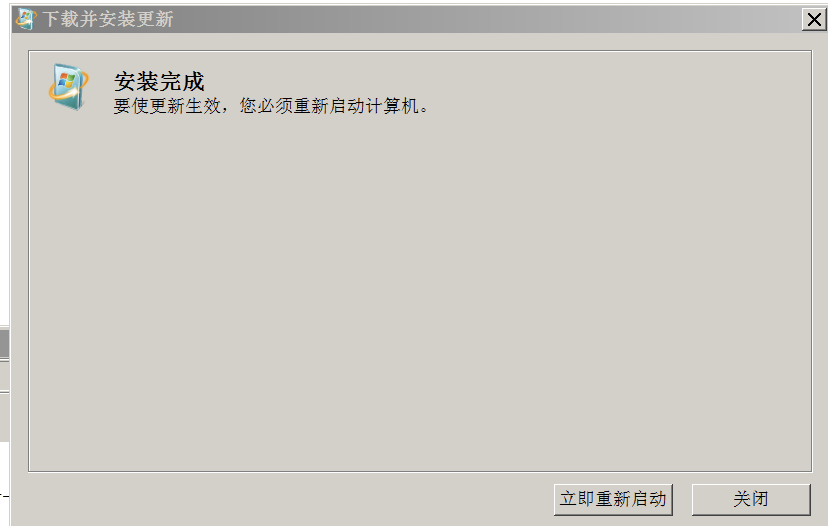 下载并安装更新
安装完成
要使更新生效，您必须重新启动计算机。
立即重新启动
关闭